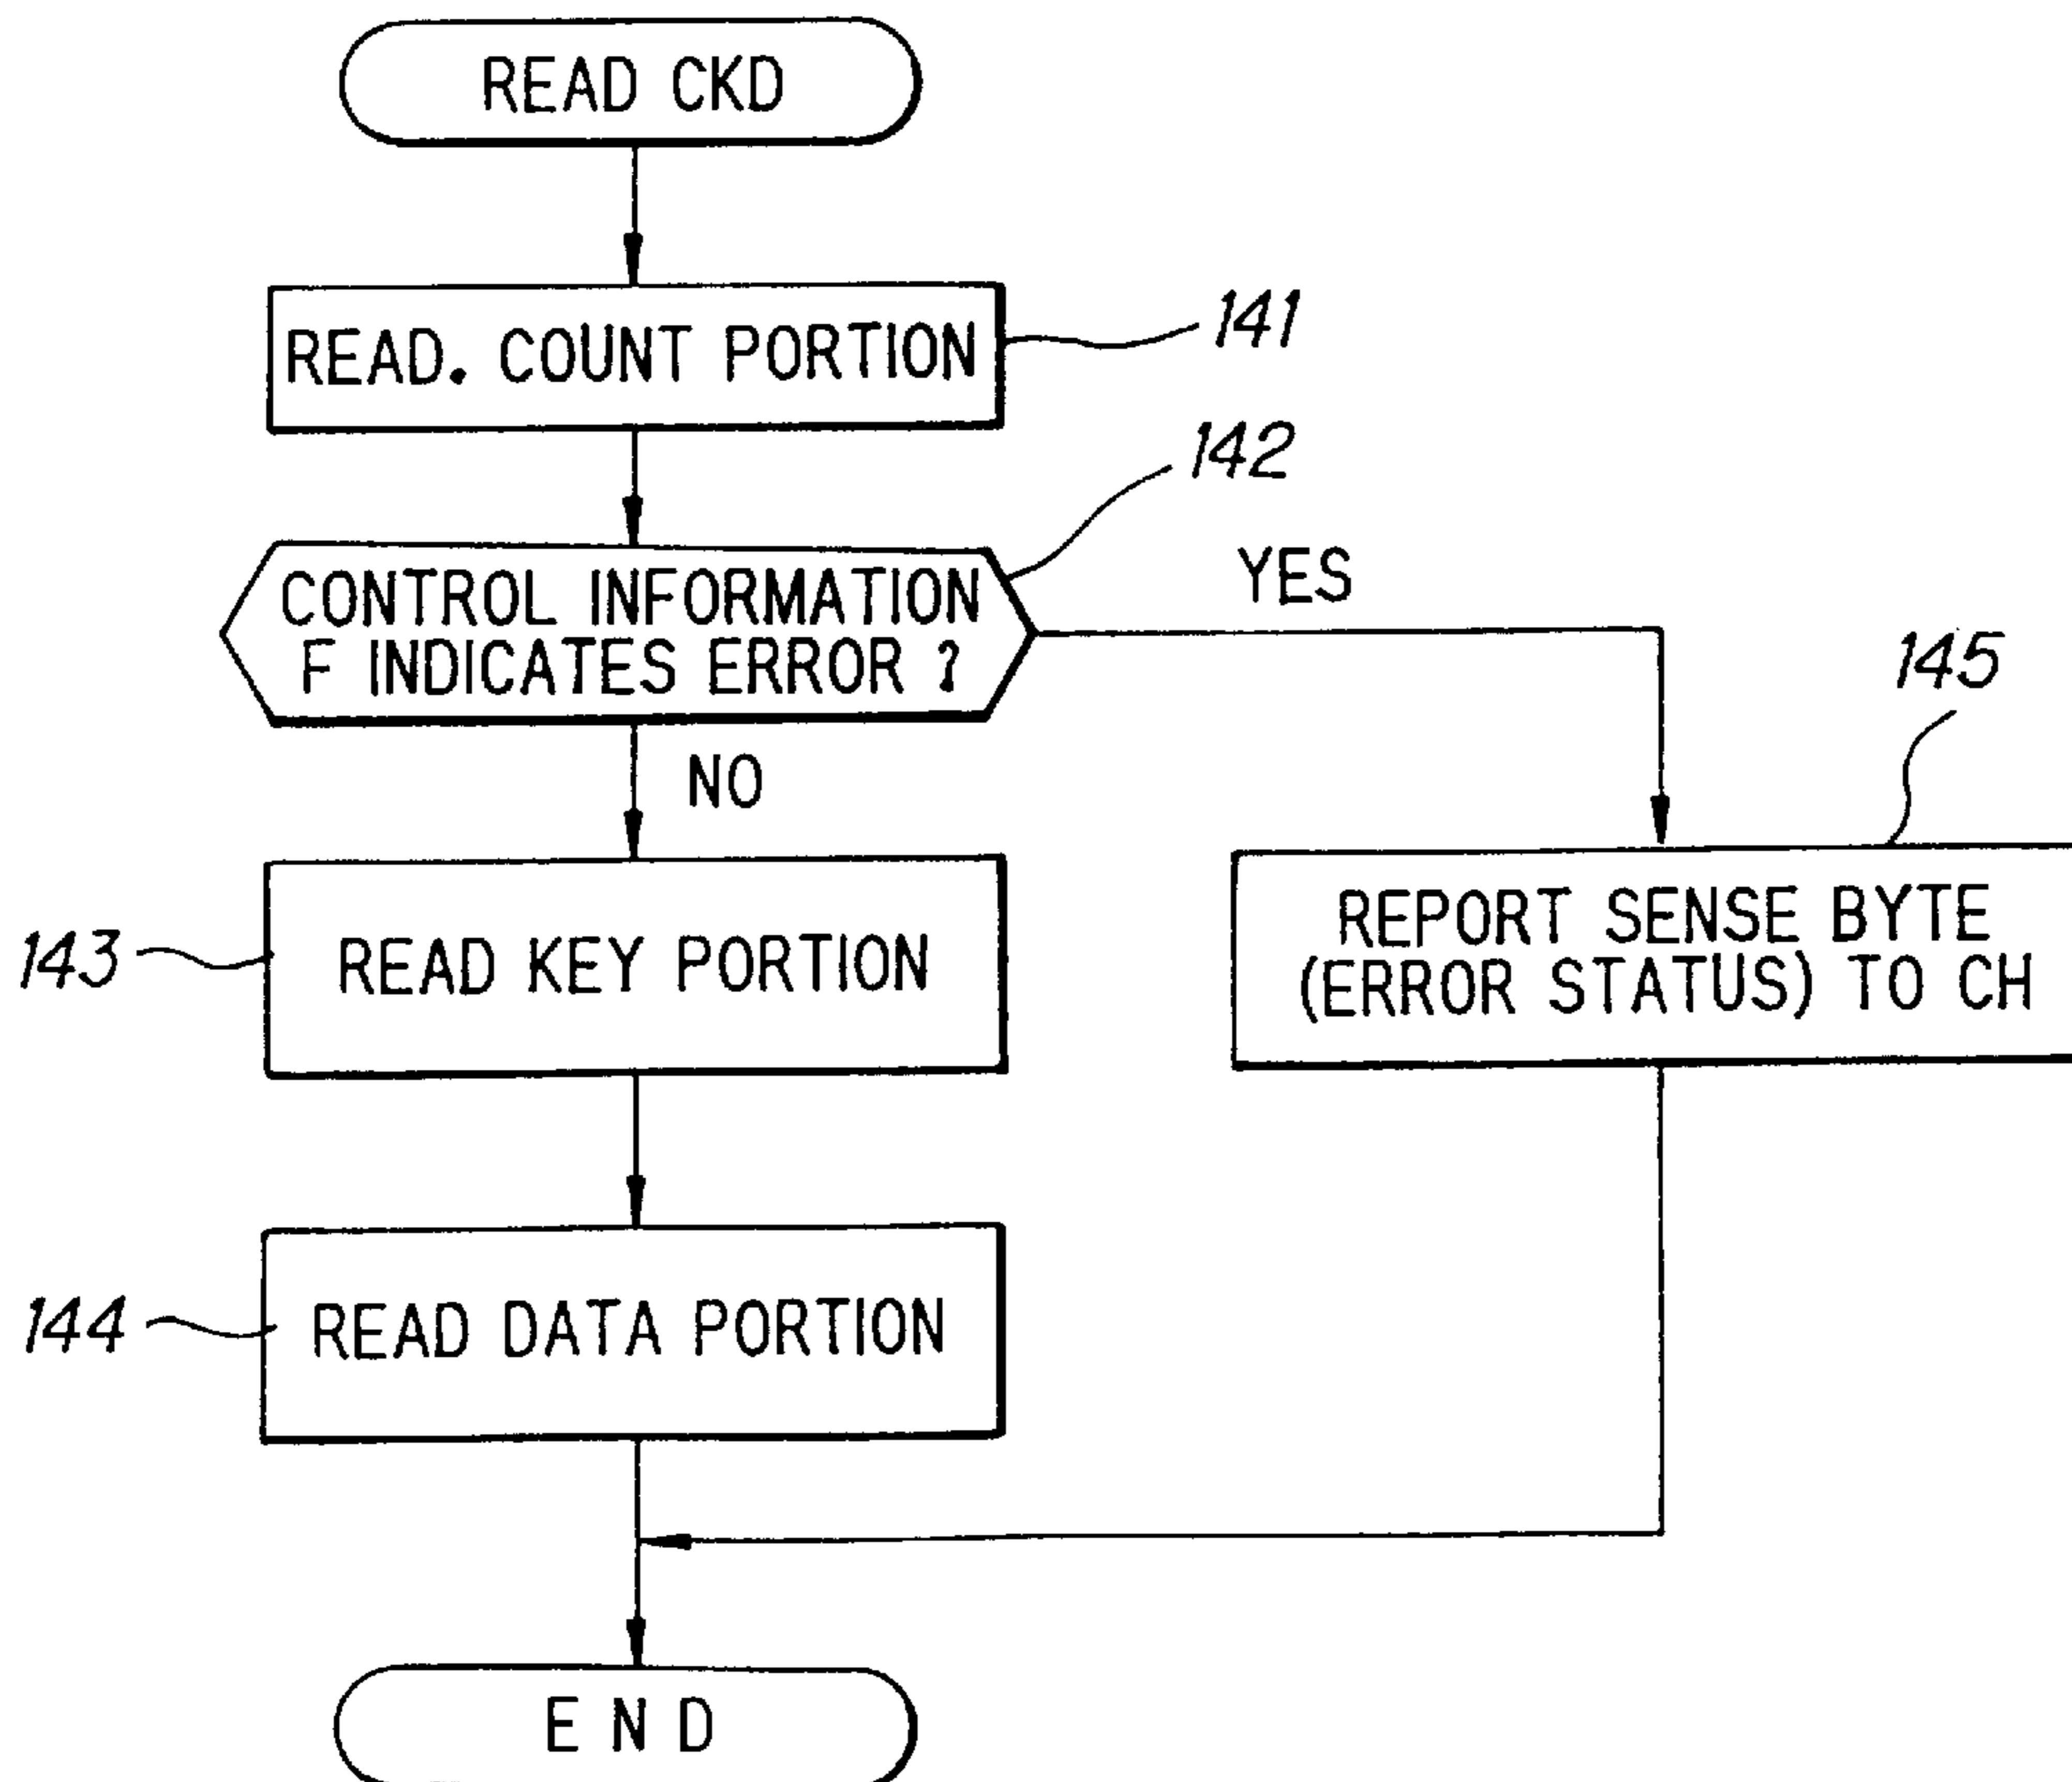 READ CKD
READ. COUNT PORTION
141
142
CONTROL INFORMATION
F INDICATES ERROR ?
YES
NO
145
143
READ KEY PORTION
REPORT SENSE BYTE
(ERROR STATUS) TO CH
144
READ DATA PORTION
END